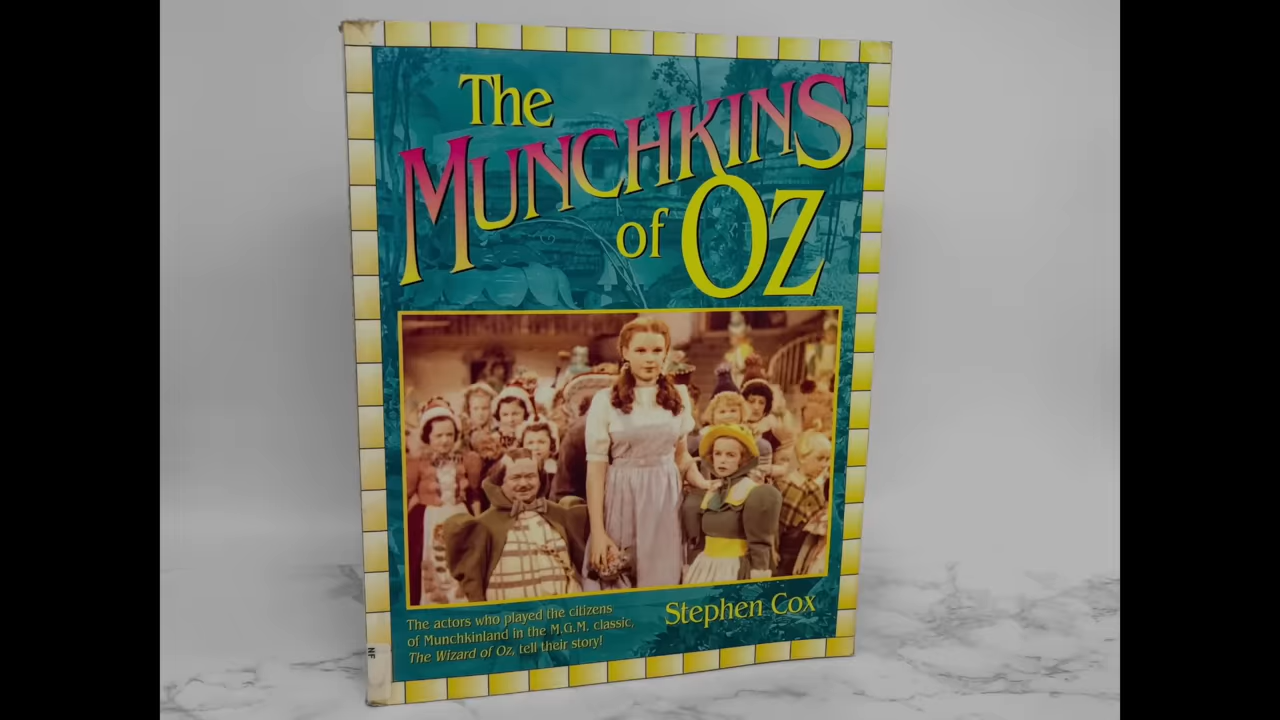 The
MUNCHKINS
of OZ
The actors who played the citizens
of Munchkinland in the M.G.M. classic,
The Wizard of Oz, tell their story!
Stephen Cox
NF